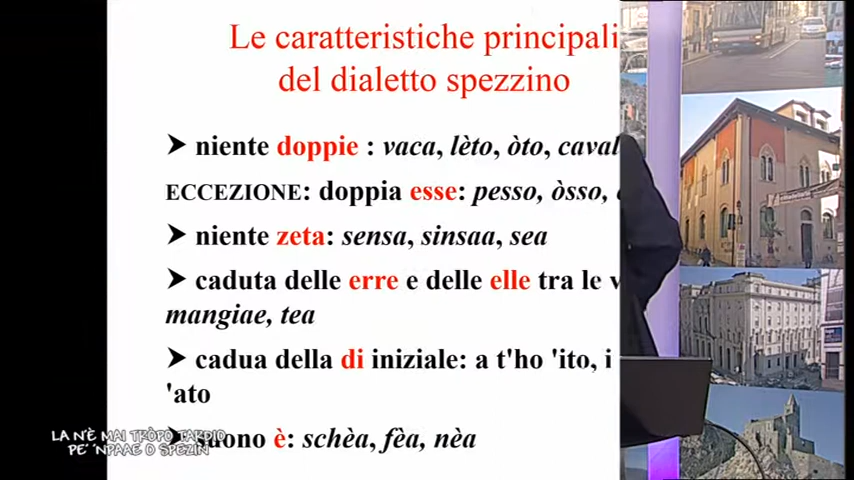 Le caratteristiche principali
del dialetto spezzino
➤ niente doppie : vaca, lèto, òto, caval
ECCEZIONE: doppia esse: pesso, òsso,
➤ niente zeta: sensa, sinsaa, sea
➤ caduta delle erre e delle elle tra le v
mangiae, tea
➤ cadua della di iniziale: a t'ho 'ito, i
'ato
➤ suono è: schèa, fèa, nèa
LA N'È MAI TRÒPO TARDIO
PE' 'NPAAE O SPEZIN